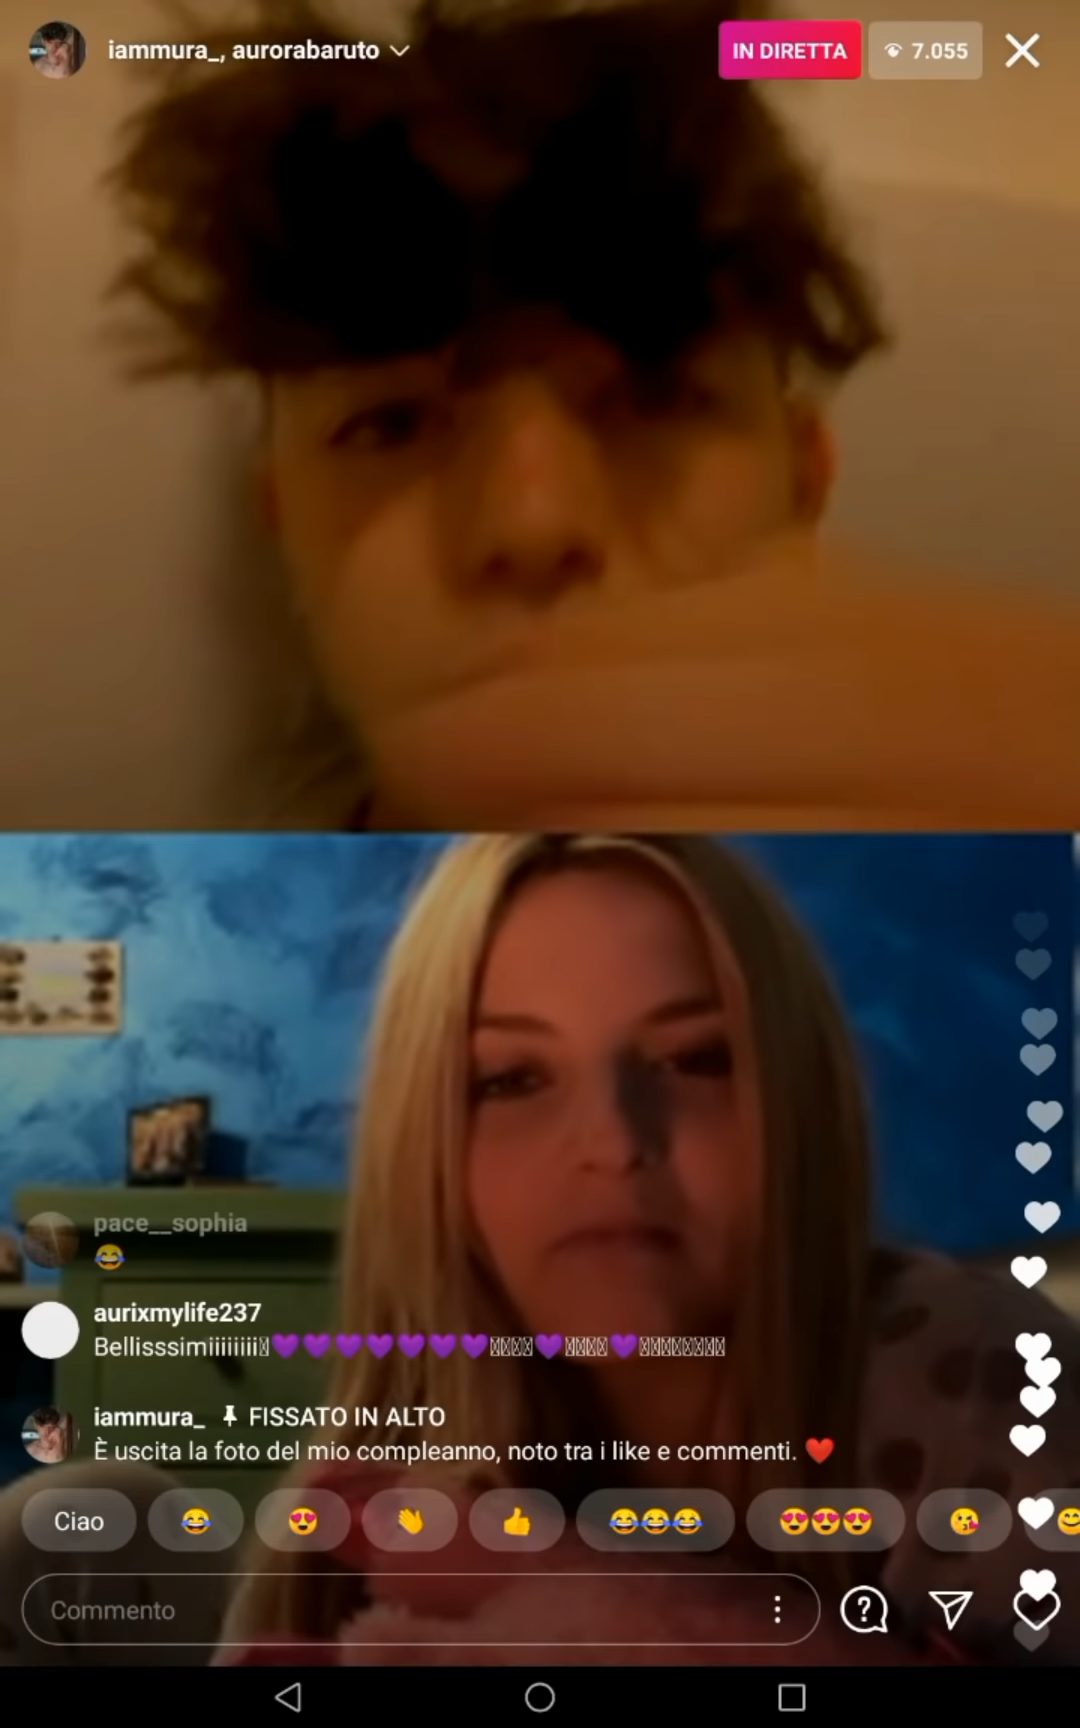 iammura_, aurorabaruto
IN DIRETTA
7.055
pace__sophia
😂
aurixmylife237
Bellisssimiiiiiiiii💜💜💜💜💜💜💜💜💜
iammura_ FISSATO IN ALTO
È uscita la foto del mio compleanno, noto tra i like e commenti. ❤️
Ciao 😂 😍 👏 👍 😂😂😂 😍😍😍 😘 😊
Commento